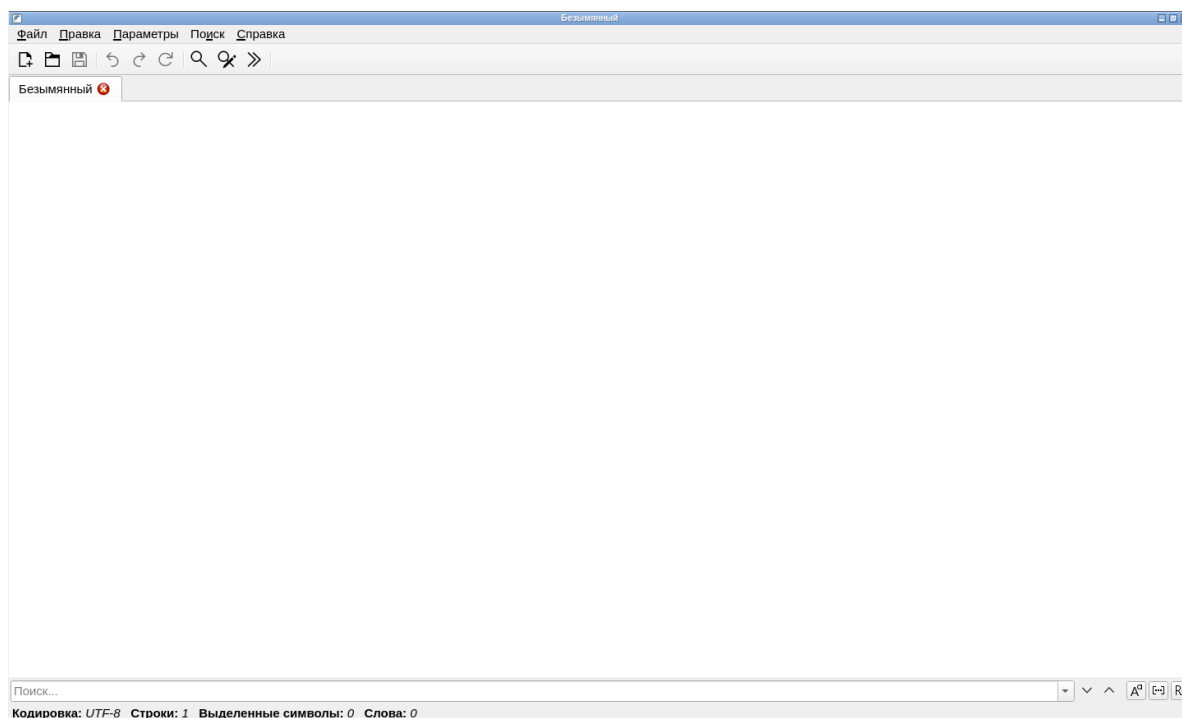 Безымянный
Файл Правка Параметры Поиск Справка
Безымянный
Поиск...
Кодировка: UTF-8 Строки: 1 Выделенные символы: 0 Слова: 0